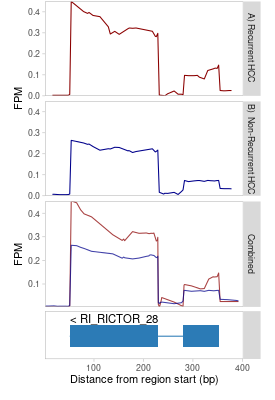 0.4
0.3
0.2
0.1
0.0
FPM
A) Recurrent HCC
0.4
0.3
0.2
0.1
0.0
FPM
B) Non-Recurrent HCC
0.4
0.3
0.2
0.1
FPM
Combined
< RI_RICTOR_28
100
200
300
400
Distance from region start (bp)